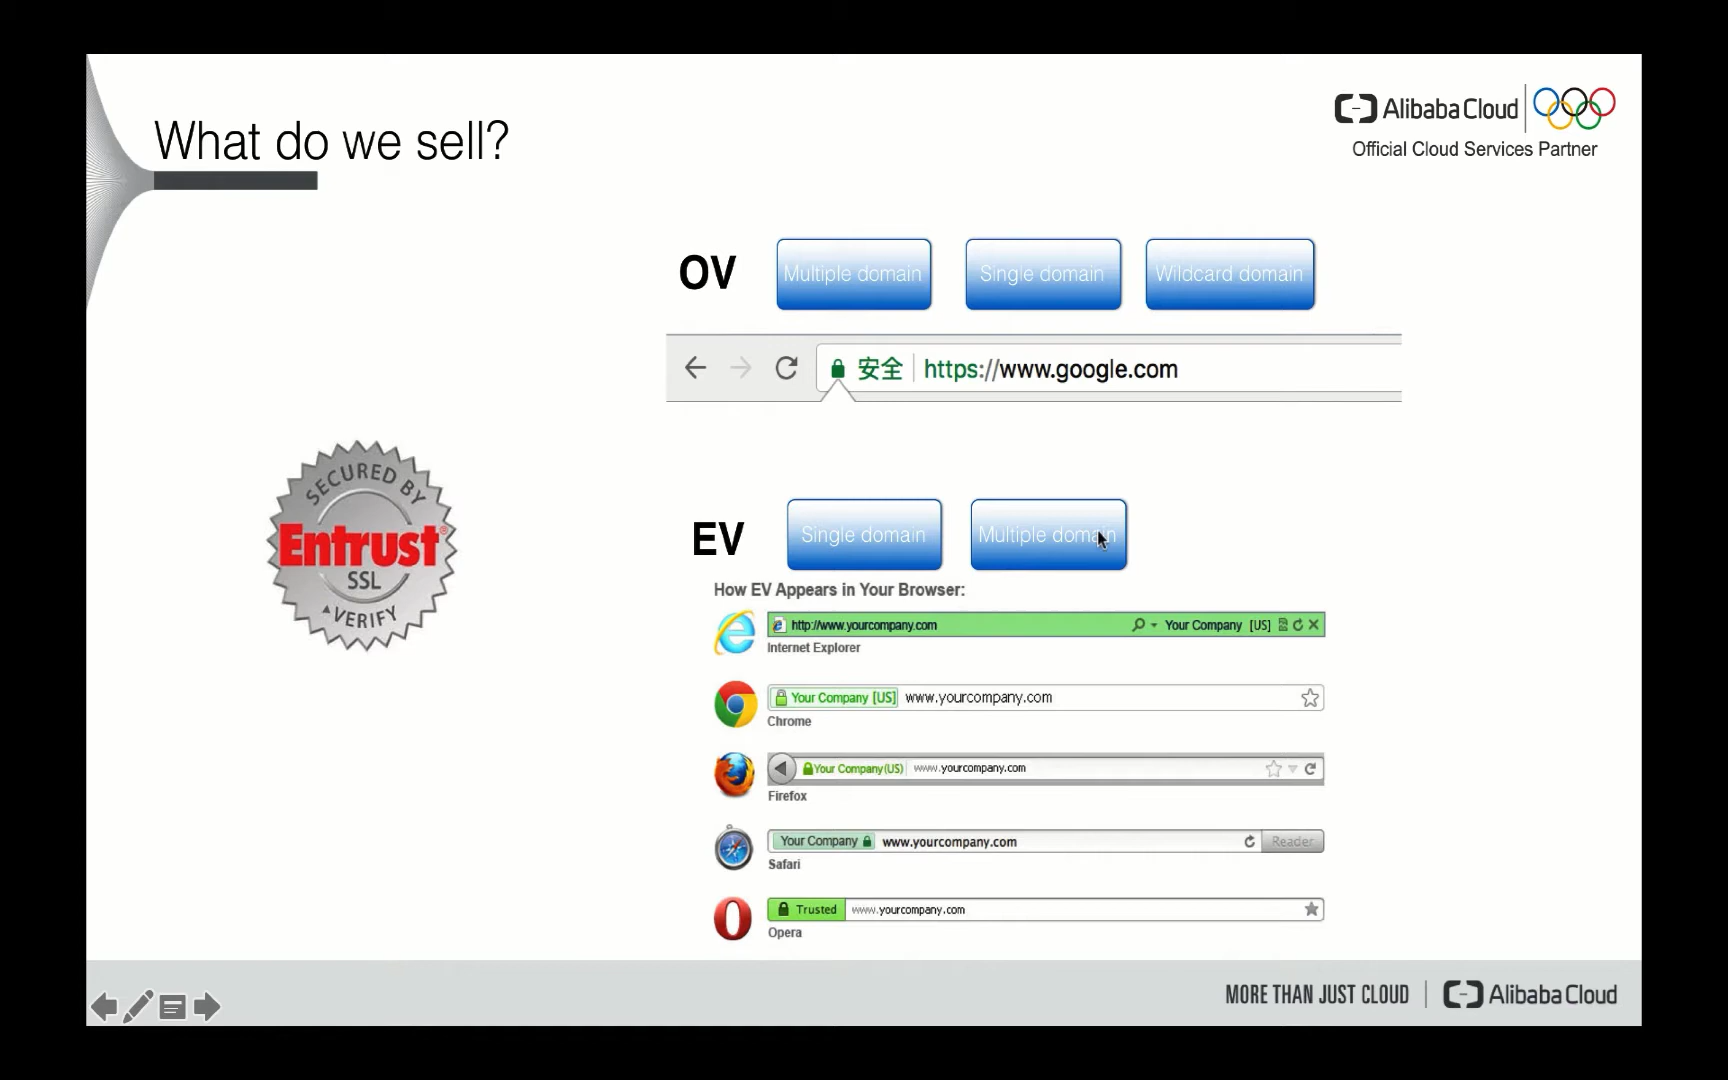 What do we sell?
Alibaba Cloud
Official Cloud Services Partner
OV
Multiple domain
Single domain
Wildcard domain
安全 https://www.google.com
SECURED BY
Entrust®
SSL
VERIFY
EV
Single domain
Multiple domain
How EV Appears in Your Browser:
http://www.yourcompany.com Your Company [US]
Internet Explorer
Your Company [US] www.yourcompany.com
Chrome
Your Company (US) www.yourcompany.com
Firefox
Your Company www.yourcompany.com Reader
Safari
Trusted www.yourcompany.com
Opera
MORE THAN JUST CLOUD | Alibaba Cloud